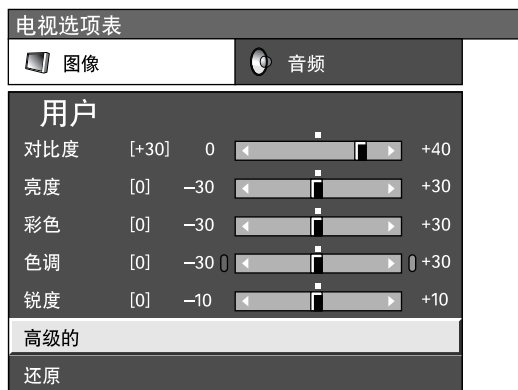 电视选项表
图像 音频
用户
对比度 [+30] 0 +40
亮度 [0] –30 +30
彩色 [0] –30 +30
色调 [0] –30 +30
锐度 [0] –10 +10
高级的
还原